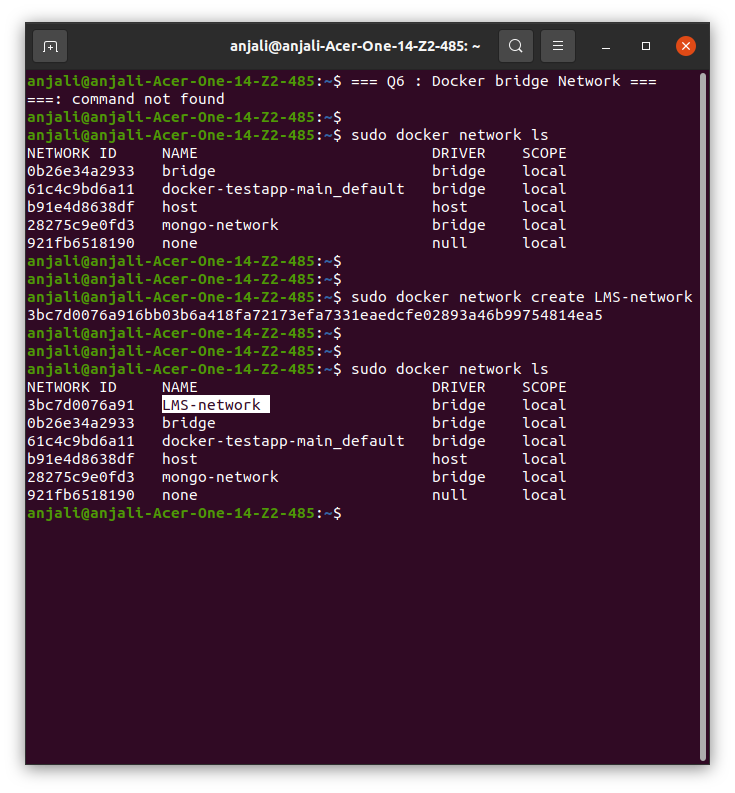 anjali@anjali-Acer-One-14-Z2-485: ~
anjali@anjali-Acer-One-14-Z2-485:~$ === Q6 : Docker bridge Network ===
===: command not found
anjali@anjali-Acer-One-14-Z2-485:~$
anjali@anjali-Acer-One-14-Z2-485:~$ sudo docker network ls
NETWORK ID     NAME                          DRIVER    SCOPE
0b26e34a2933   bridge                        bridge    local
61c4c9bd6a11   docker-testapp-main_default   bridge    local
b91e4d8638df   host                          host      local
28275c9e0fd3   mongo-network                 bridge    local
921fb6518190   none                          null      local
anjali@anjali-Acer-One-14-Z2-485:~$
anjali@anjali-Acer-One-14-Z2-485:~$
anjali@anjali-Acer-One-14-Z2-485:~$ sudo docker network create LMS-network
3bc7d0076a916bb03b6a418fa72173efa7331eaedcfe02893a46b99754814ea5
anjali@anjali-Acer-One-14-Z2-485:~$
anjali@anjali-Acer-One-14-Z2-485:~$
anjali@anjali-Acer-One-14-Z2-485:~$ sudo docker network ls
NETWORK ID     NAME                          DRIVER    SCOPE
3bc7d0076a91   LMS-network                   bridge    local
0b26e34a2933   bridge                        bridge    local
61c4c9bd6a11   docker-testapp-main_default   bridge    local
b91e4d8638df   host                          host      local
28275c9e0fd3   mongo-network                 bridge    local
921fb6518190   none                          null      local
anjali@anjali-Acer-One-14-Z2-485:~$